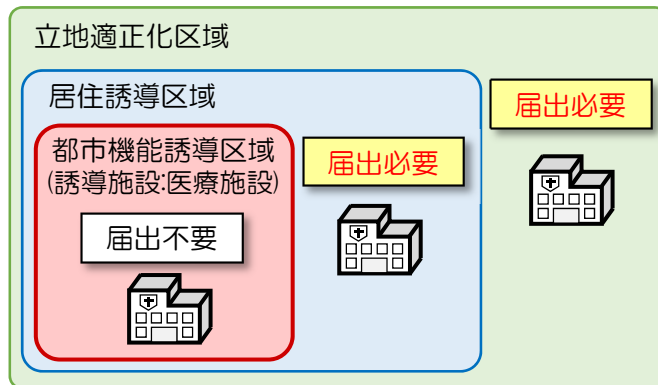 立地適正化区域
居住誘導区域
届出必要
都市機能誘導区域
(誘導施設:医療施設)
届出必要
届出不要